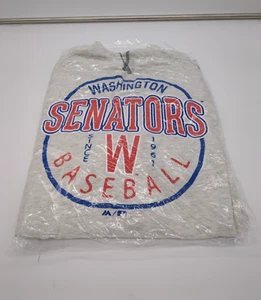 WASHINGTON
SENATORS
SINCE W 1961
BASEBALL